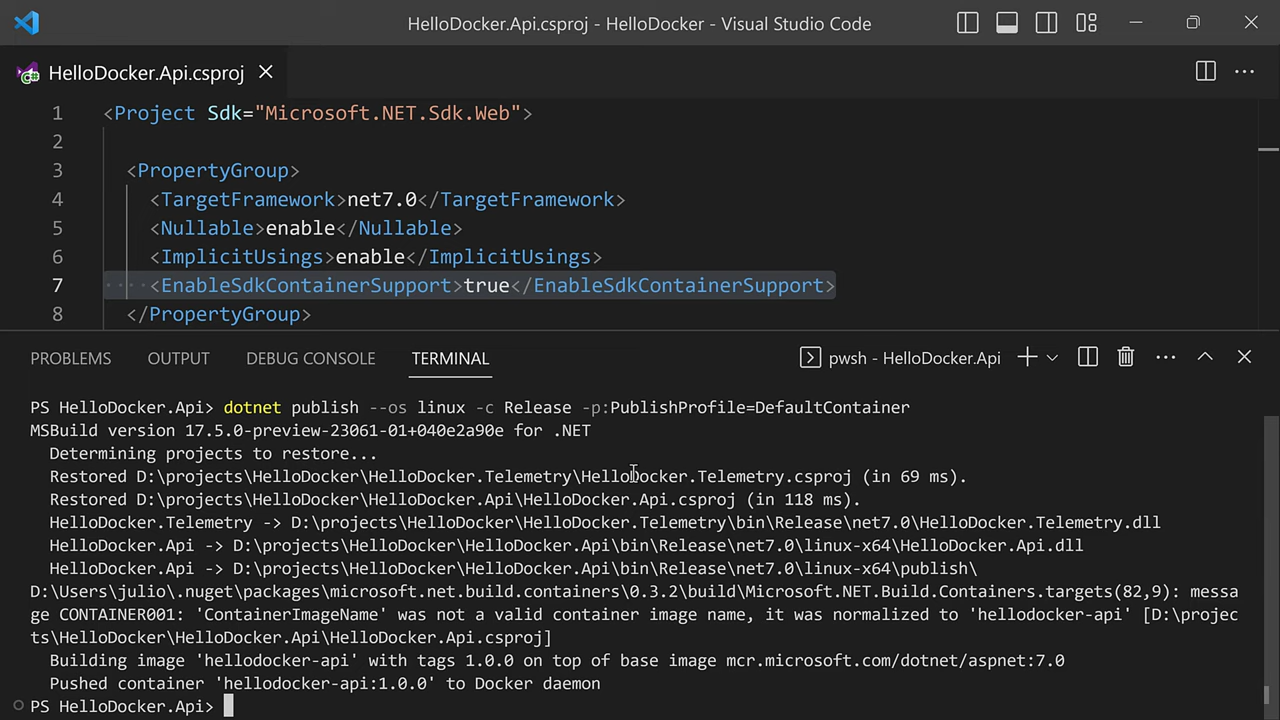 HelloDocker.Api.csproj - HelloDocker - Visual Studio Code
HelloDocker.Api.csproj
1 <Project Sdk="Microsoft.NET.Sdk.Web">
2
3 <PropertyGroup>
4 <TargetFramework>net7.0</TargetFramework>
5 <Nullable>enable</Nullable>
6 <ImplicitUsings>enable</ImplicitUsings>
7 <EnableSdkContainerSupport>true</EnableSdkContainerSupport>
8 </PropertyGroup>
PROBLEMS OUTPUT DEBUG CONSOLE TERMINAL pwsh - HelloDocker.Api
PS HelloDocker.Api> dotnet publish --os linux -c Release -p:PublishProfile=DefaultContainer
MSBuild version 17.5.0-preview-23061-01+040e2a90e for .NET
Determining projects to restore...
Restored D:\projects\HelloDocker\HelloDocker.Telemetry\HelloDocker.Telemetry.csproj (in 69 ms).
Restored D:\projects\HelloDocker\HelloDocker.Api\HelloDocker.Api.csproj (in 118 ms).
HelloDocker.Telemetry -> D:\projects\HelloDocker\HelloDocker.Telemetry\bin\Release\net7.0\HelloDocker.Telemetry.dll
HelloDocker.Api -> D:\projects\HelloDocker\HelloDocker.Api\bin\Release\net7.0\linux-x64\HelloDocker.Api.dll
HelloDocker.Api -> D:\projects\HelloDocker\HelloDocker.Api\bin\Release\net7.0\linux-x64\publish\
D:\Users\julio\.nuget\packages\microsoft.net.build.containers\0.3.2\build\Microsoft.NET.Build.Containers.targets(82,9): messa
ge CONTAINER001: 'ContainerImageName' was not a valid container image name, it was normalized to 'hellodocker-api' [D:\projec
ts\HelloDocker\HelloDocker.Api\HelloDocker.Api.csproj]
Building image 'hellodocker-api' with tags 1.0.0 on top of base image mcr.microsoft.com/dotnet/aspnet:7.0
Pushed container 'hellodocker-api:1.0.0' to Docker daemon
PS HelloDocker.Api>